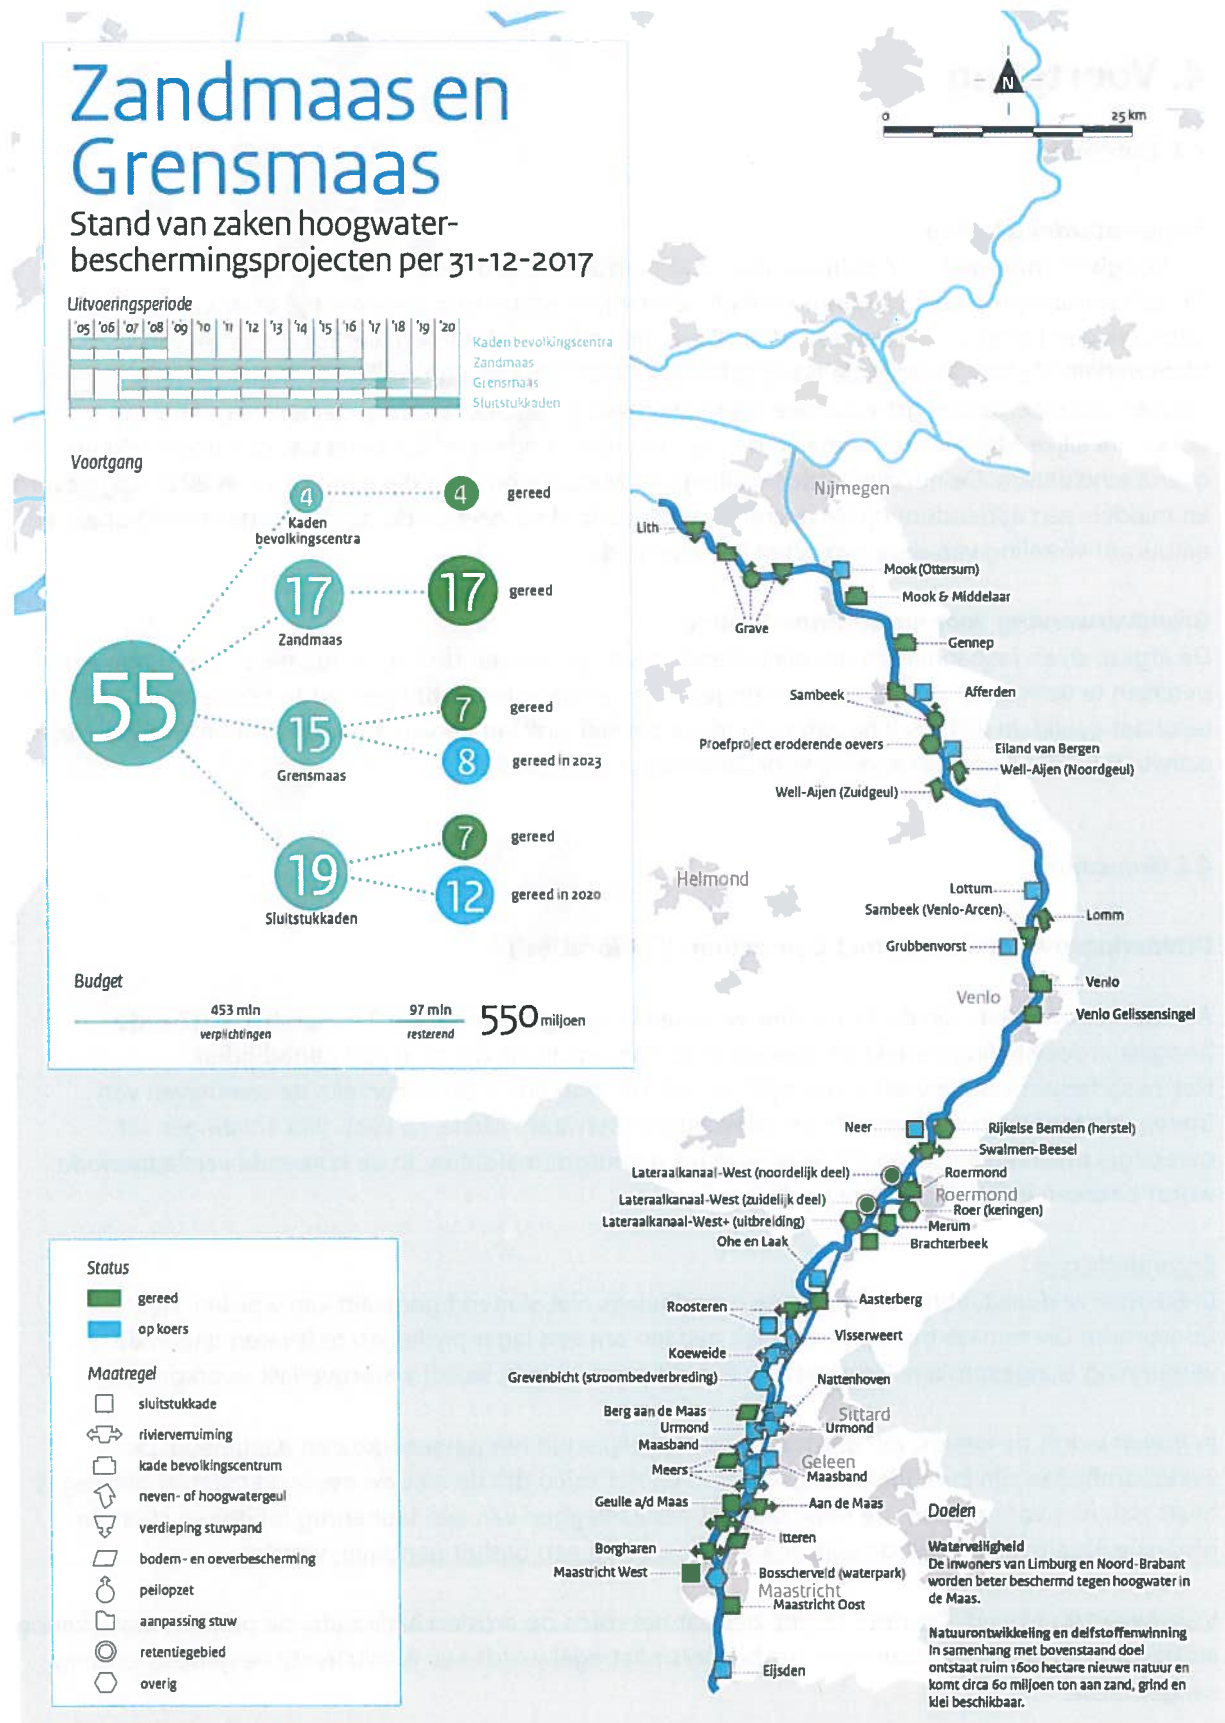 Zandmaas en
Grensmaas
Stand van zaken hoogwater-
beschermingsprojecten per 31-12-2017
Uitvoeringsperiode
'05 '06 '07 '08 '09 '10 '11 '12 '13 '14 '15 '16 '17 '18 '19 '20
Kaden bevolkingscentra
Zandmaas
Grensmaas
Sluitstukkaden
Voortgang
4
Kaden
bevolkingscentra
4
gereed
17
Zandmaas
17
gereed
55
15
Grensmaas
7
gereed
8
gereed in 2023
19
Sluitstukkaden
7
gereed
12
gereed in 2020
Budget
453 mln
verplichtingen
97 mln
resterend
550 miljoen
N
0
25 km
Nijmegen
Lith
Mook (Ottersum)
Mook & Middelaar
Grave
Gennep
Sambeek
Afferden
Proefproject eroderende oevers
Eiland van Bergen
Well-Aijen (Noordgeul)
Well-Aijen (Zuidgeul)
Helmond
Lottum
Sambeek (Venlo-Arcen)
Lomm
Grubbenvorst
Venlo
Venlo
Venlo Gelissensingel
Neer
Rijkelse Bemden (herstel)
Swalmen-Beesel
Lateraalkanaal-West (noordelijk deel)
Roermond
Roermond
Lateraalkanaal-West (zuidelijk deel)
Roer (keringen)
Lateraalkanaal-West+ (uitbreiding)
Merum
Ohe en Laak
Brachterbeek
Aasterberg
Roosteren
Visserweert
Koeweide
Grevenbicht (stroombedverbreding)
Nattenhoven
Berg aan de Maas
Sittard
Urmond
Urmond
Maasband
Geleen
Meers
Maasband
Geulle a/d Maas
Aan de Maas
Itteren
Borgharen
Maastricht West
Bosscherveld (waterpark)
Maastricht
Maastricht Oost
Eijsden
Status
gereed
op koers
Maatregel
sluitstukkade
rivierverruiming
kade bevolkingscentrum
neven- of hoogwatergeul
verdieping stuwpand
bodem- en oeverbescherming
peilopzet
aanpassing stuw
retentiegebied
overig
Doelen
Waterveiligheid
De inwoners van Limburg en Noord-Brabant
worden beter beschermd tegen hoogwater in
de Maas.
Natuurontwikkeling en delfstoffenwinning
In samenhang met bovenstaand doel
ontstaat ruim 1600 hectare nieuwe natuur en
komt circa 60 miljoen ton aan zand, grind en
klei beschikbaar.